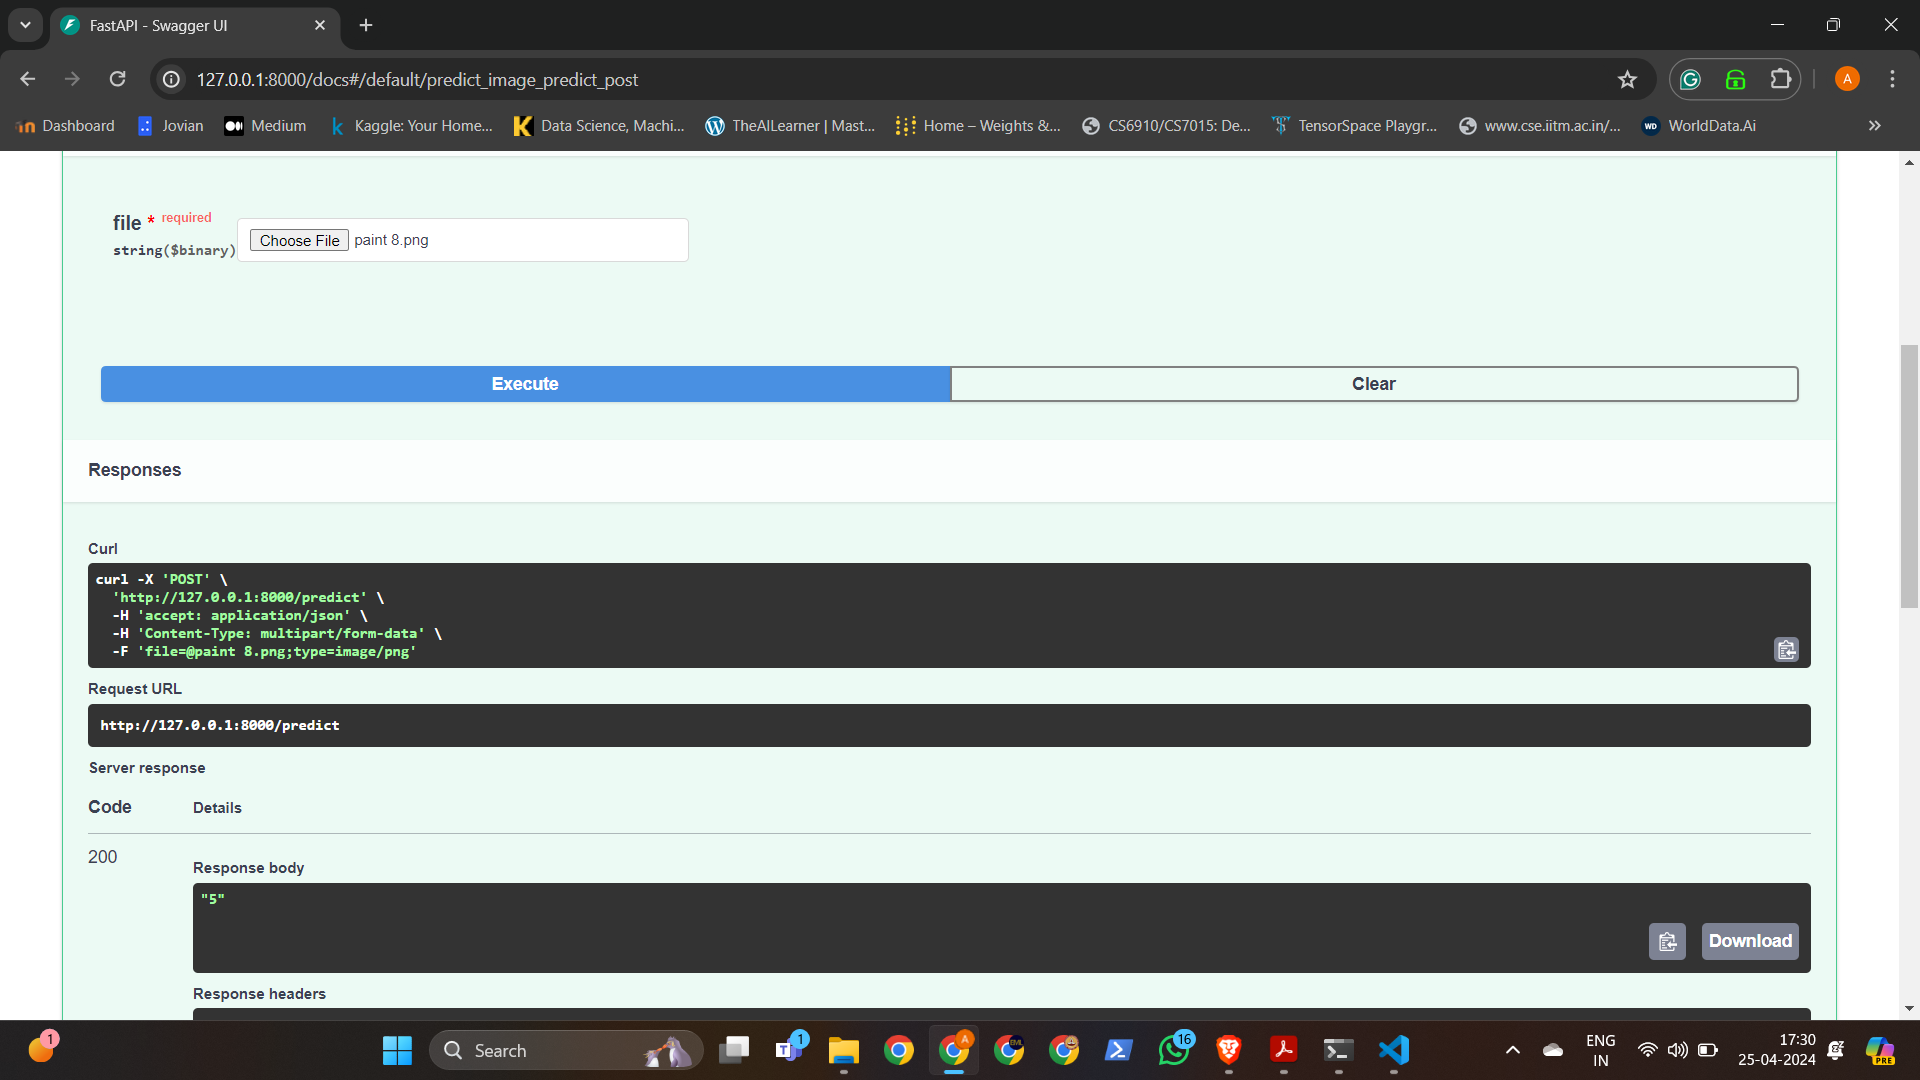 FastAPI - Swagger UI
127.0.0.1:8000/docs#/default/predict_image_predict_post
A
Dashboard
Jovian
Medium
Kaggle: Your Home...
Data Science, Machi...
TheAILearner | Mast...
Home – Weights &...
CS6910/CS7015: De...
TensorSpace Playgr...
www.cse.iitm.ac.in/...
WD
WorldData.Ai
file * required
string($binary)
Choose File paint 8.png
Execute
Clear
Responses
Curl
curl -X 'POST' \
'http://127.0.0.1:8000/predict' \
-H 'accept: application/json' \
-H 'Content-Type: multipart/form-data' \
-F 'file=@paint 8.png;type=image/png'
Request URL
http://127.0.0.1:8000/predict
Server response
Code Details
200
Response body
"5"
Download
Response headers
1
Search
1
A
16
ENG
IN
17:30
25-04-2024
PRE